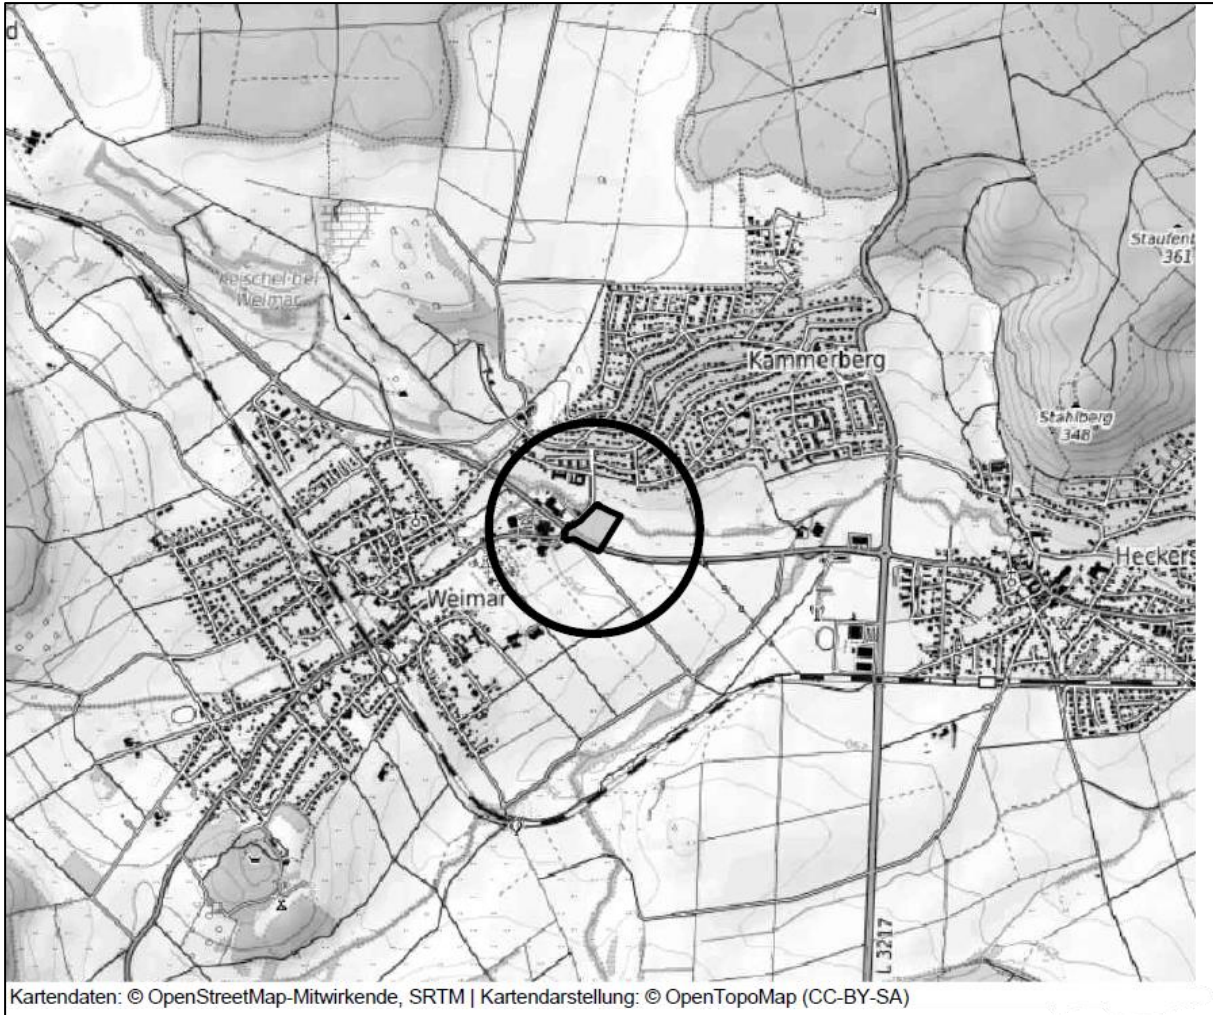 d
Staufenb
361
Reischel bei
Weimar
Kammerberg
Stahlberg
348
Heckers
Weimar
L 3217
Kartendaten: © OpenStreetMap-Mitwirkende, SRTM | Kartendarstellung: © OpenTopoMap (CC-BY-SA)